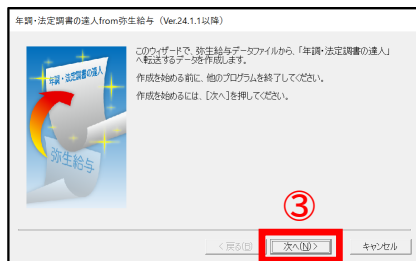 年調・法定調書の達人from弥生給与（Ver.24.1.1以降）
このウィザードで、弥生給与データファイルから、「年調・法定調書の達人」
へ転送するデータを作成します。
作成を始める前に、他のプログラムを終了してください。
作成を始めるには、［次へ］を押してください。
年調・法定調書の達人
弥生給与
③
< 戻る(B)
次へ(N) >
キャンセル